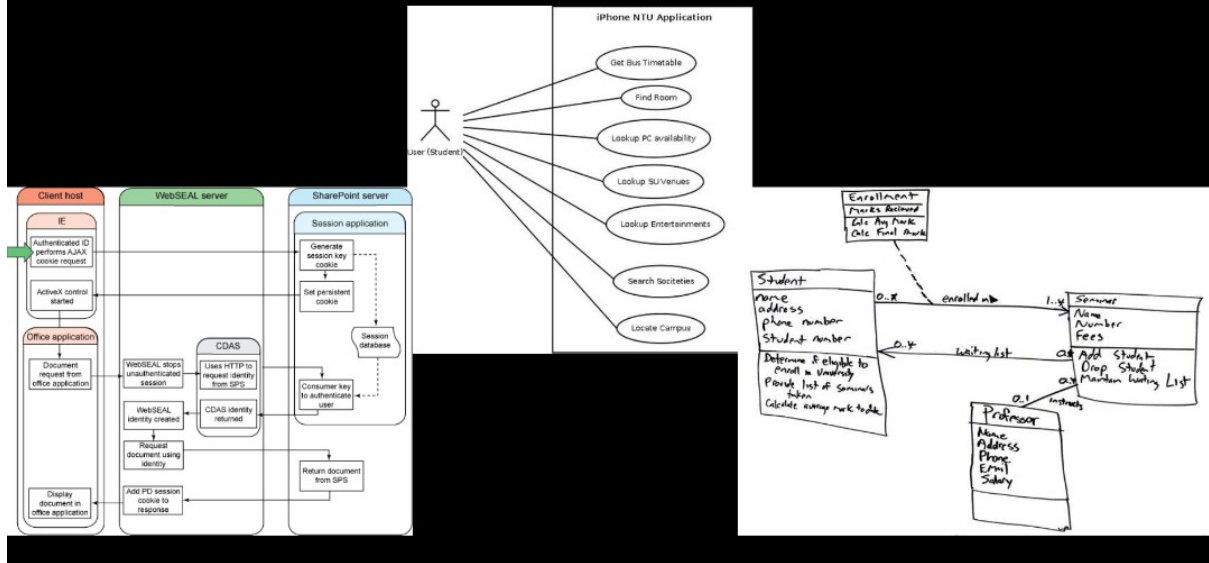 iPhone NTU Application
Get Bus Timetable
Find Room
Lookup PC availability
User (Student)
Lookup SU Venues
Lookup Entertainments
Search Sociteties
Locate Campus
Client host
IE
Authenticated ID
performs AJAX
cookie request
ActiveX control
started
Office application
Document
request from
office application
Display
document in
office application
WebSEAL server
WebSEAL stops
unauthenticated
session
CDAS
Uses HTTP to
request identity
from SPS
CDAS identity
returned
WebSEAL
identity created
Request
document using
identity
Add PD session
cookie to
response
SharePoint server
Session application
Generate
session key
cookie
Set persistent
cookie
Session
database
Consumer key
to authenticate
user
Return document
from SPS
Enrollment
Marks Recieved
Calc Avg Mark
Calc Final Mark
Student
name
address
phone number
Student number
Determine if eligible to
enroll in University
Provide list of Seminars
taken
Calculate average mark to date
0..*
enrolled in
1..*
0..*
waiting list
Seminar
Name
Number
Fees
Add Student
Drop Student
Maintain Waiting List
0..1
instructs
Professor
Name
Address
Phone
Email
Salary